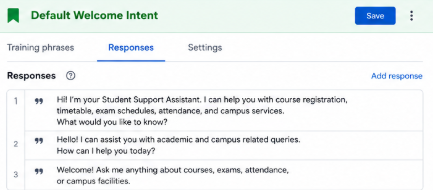 Default Welcome Intent
Save
Training phrases
Responses
Settings
Responses
Add response
1
Hi! I'm your Student Support Assistant. I can help you with course registration,
timetable, exam schedules, attendance, and campus services.
What would you like to know?
2
Hello! I can assist you with academic and campus related queries.
How can I help you today?
3
Welcome! Ask me anything about courses, exams, attendance,
or campus facilities.